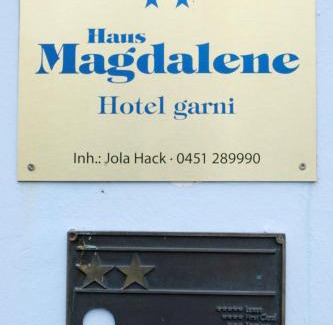 Haus
Magdalene
Hotel garni
Inh.: Jola Hack · 0451 289990